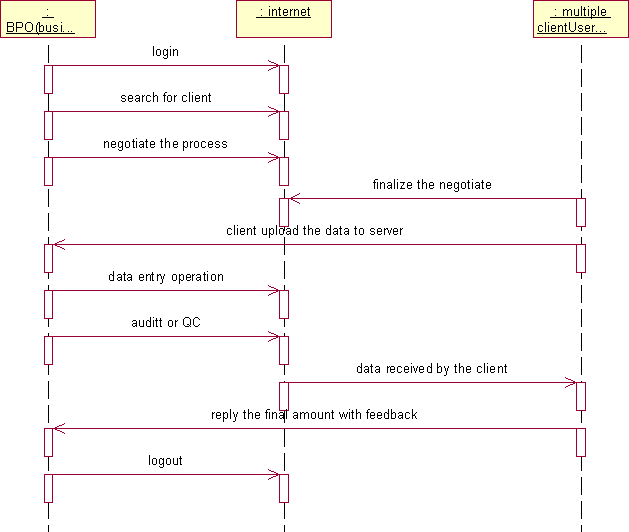 :
BPO(busi...
: internet
: multiple
clientUser...
login
search for client
negotiate the process
finalize the negotiate
client upload the data to server
data entry operation
auditt or QC
data received by the client
reply the final amount with feedback
logout